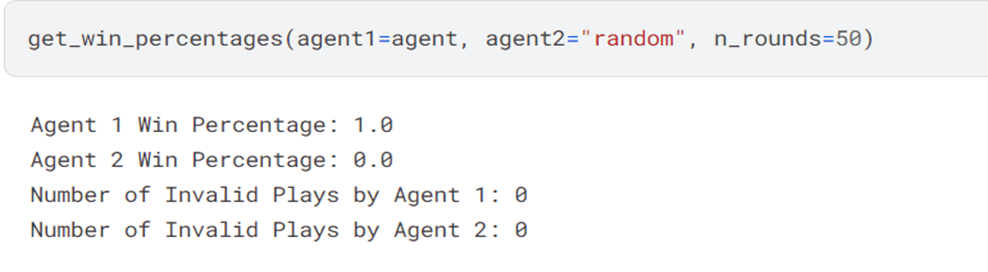 get_win_percentages(agent1=agent, agent2="random", n_rounds=50)
Agent 1 Win Percentage: 1.0
Agent 2 Win Percentage: 0.0
Number of Invalid Plays by Agent 1: 0
Number of Invalid Plays by Agent 2: 0